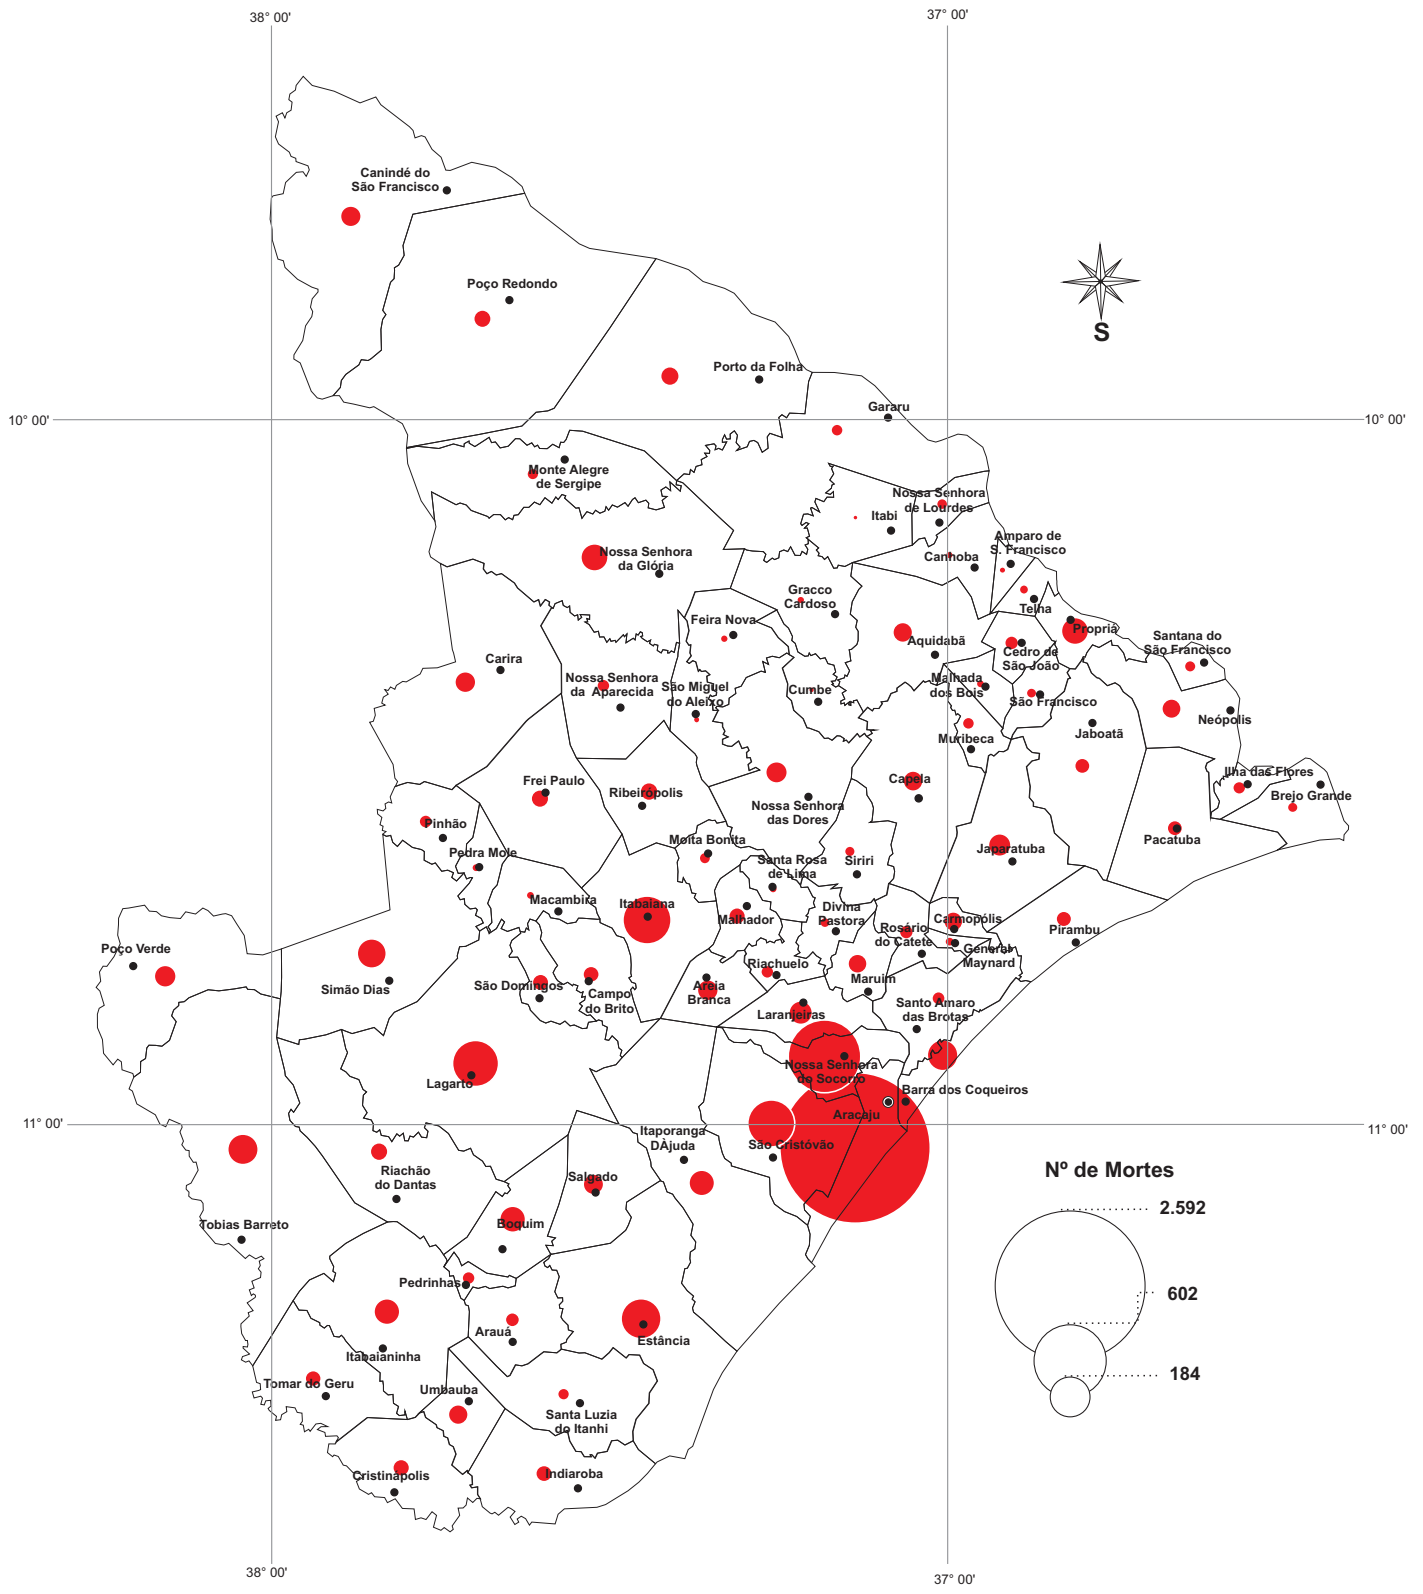 38° 00'
37° 00'
Canindé do
São Francisco
Poço Redondo
S
Porto da Folha
Gararu
10° 00'
10° 00'
Monte Alegre
de Sergipe
Nossa Senhora
de Lourdes
Itabi
Amparo de
S. Francisco
Nossa Senhora
da Glória
Canhoba
Gracco
Cardoso
Telha
Feira Nova
Propriá
Aquidabã
Santana do
São Francisco
Cedro de
São João
Carira
Nossa Senhora
da Aparecida
São Miguel
do Aleixo
Cumbe
Malhada
dos Bois
São Francisco
Neópolis
Jaboatã
Muribeca
Frei Paulo
Ribeirópolis
Capela
Ilha das Flores
Brejo Grande
Nossa Senhora
das Dores
Pinhão
Pedra Mole
Moita Bonita
Santa Rosa
de Lima
Siriri
Japaratuba
Pacatuba
Macambira
Itabaiana
Malhador
Divina
Pastora
Rosário
do Catete
Carmopólis
Pirambu
General
Maynard
Poço Verde
Simão Dias
São Domingos
Campo
do Brito
Areia
Branca
Riachuelo
Maruim
Laranjeiras
Santo Amaro
das Brotas
Lagarto
Nossa Senhora
do Socorro
Barra dos Coqueiros
Aracaju
11° 00'
11° 00'
Itaporanga
DÀjuda
São Cristóvão
Riachão
do Dantas
Salgado
Nº de Mortes
2.592
Tobias Barreto
Boquim
Pedrinhas
602
Arauá
Estância
Itabaianinha
184
Tomar do Geru
Umbauba
Santa Luzia
do Itanhi
Cristinápolis
Indiaroba
38° 00'
37° 00'